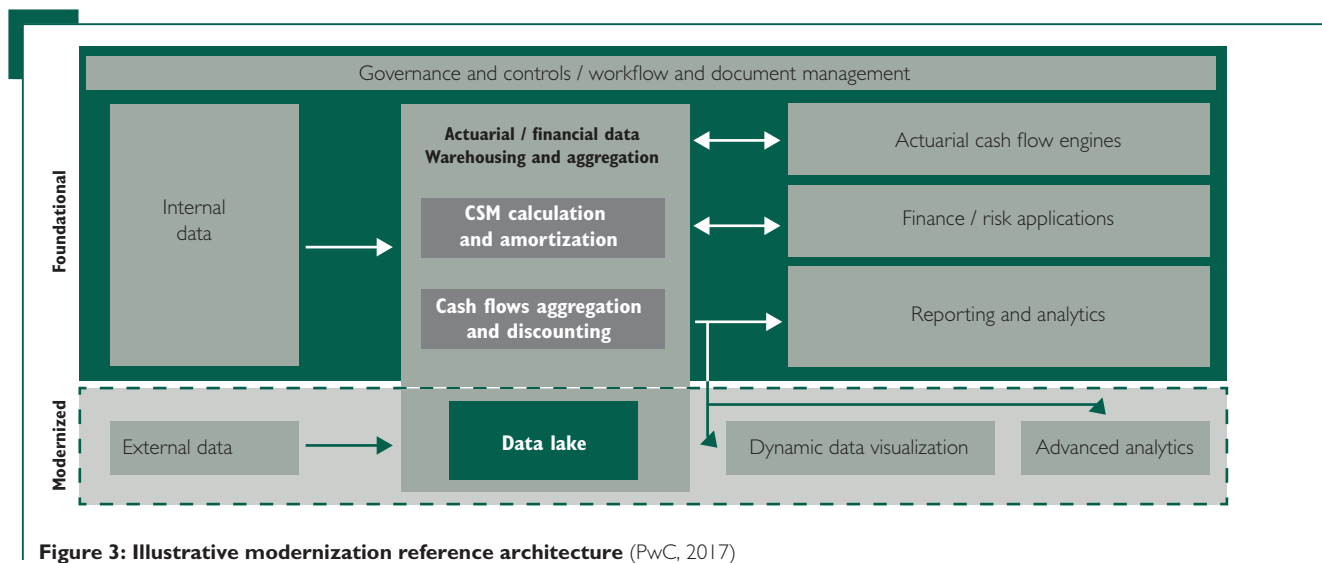 Governance and controls / workflow and document management
Foundational
Internal
data
Actuarial / financial data
Warehousing and aggregation
CSM calculation
and amortization
Cash flows aggregation
and discounting
Actuarial cash flow engines
Finance / risk applications
Reporting and analytics
Modernized
External data
Data lake
Dynamic data visualization
Advanced analytics
Figure 3: Illustrative modernization reference architecture (PwC, 2017)